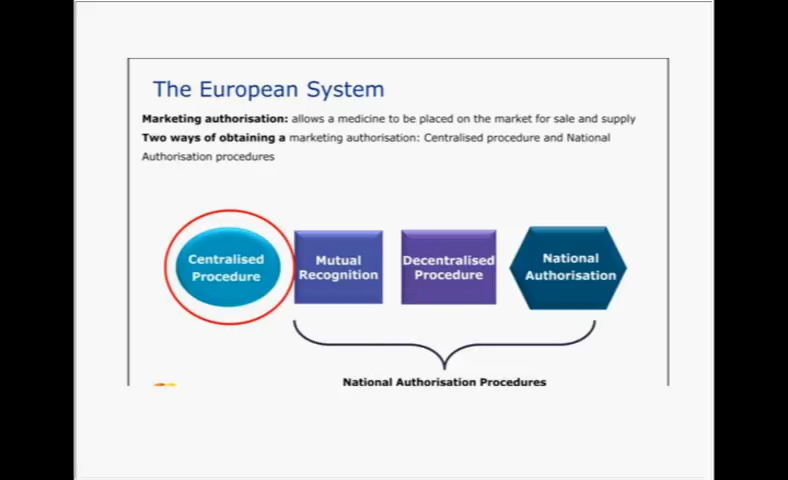 The European System
Marketing authorisation: allows a medicine to be placed on the market for sale and supply
Two ways of obtaining a marketing authorisation: Centralised procedure and National
Authorisation procedures
Centralised
Procedure
Mutual
Recognition
Decentralised
Procedure
National
Authorisation
National Authorisation Procedures